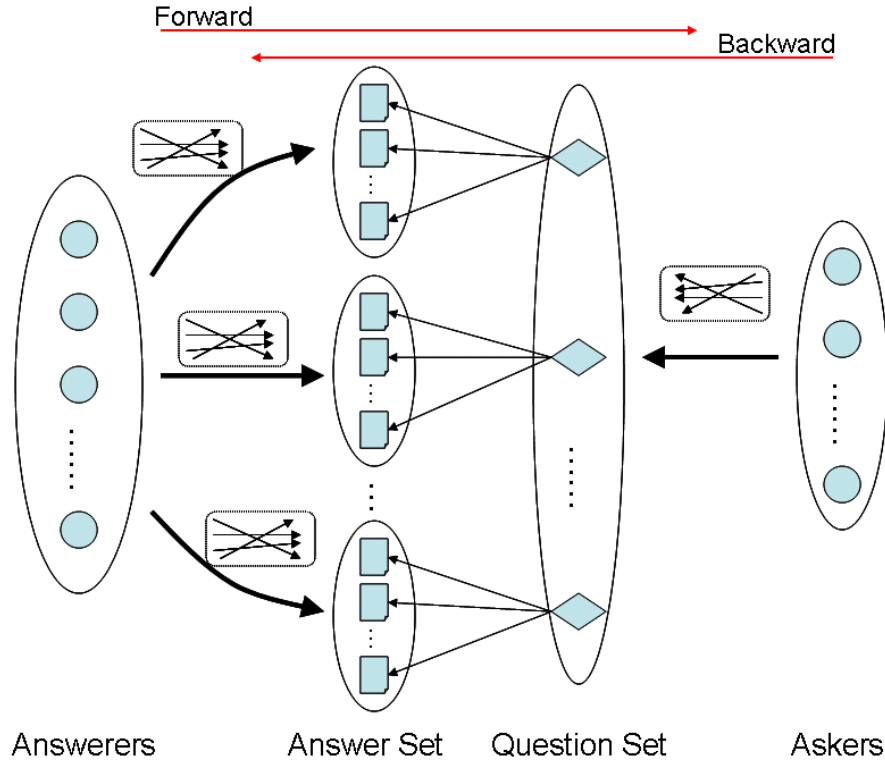 Forward
Backward
Answerers
Answer Set
Question Set
Askers